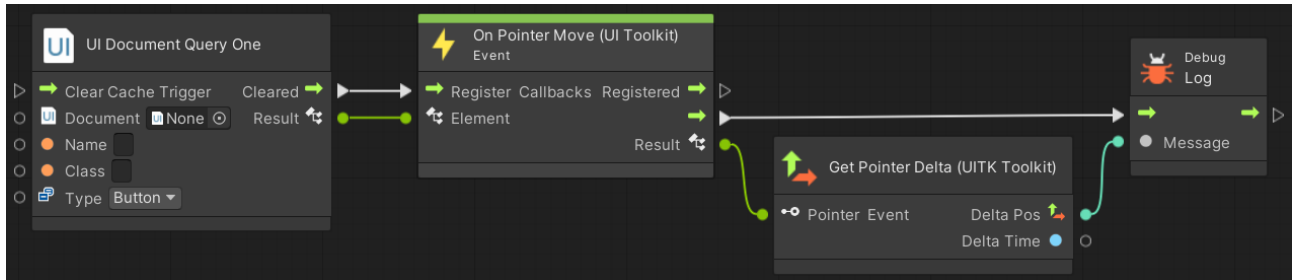 UI
UI Document Query One
Clear Cache Trigger Cleared
UI Document None Result
Name
Class
Type Button
On Pointer Move (UI Toolkit)
Event
Register Callbacks Registered
Element
Result
Get Pointer Delta (UITK Toolkit)
Pointer Event Delta Pos
Delta Time
Debug
Log
Message